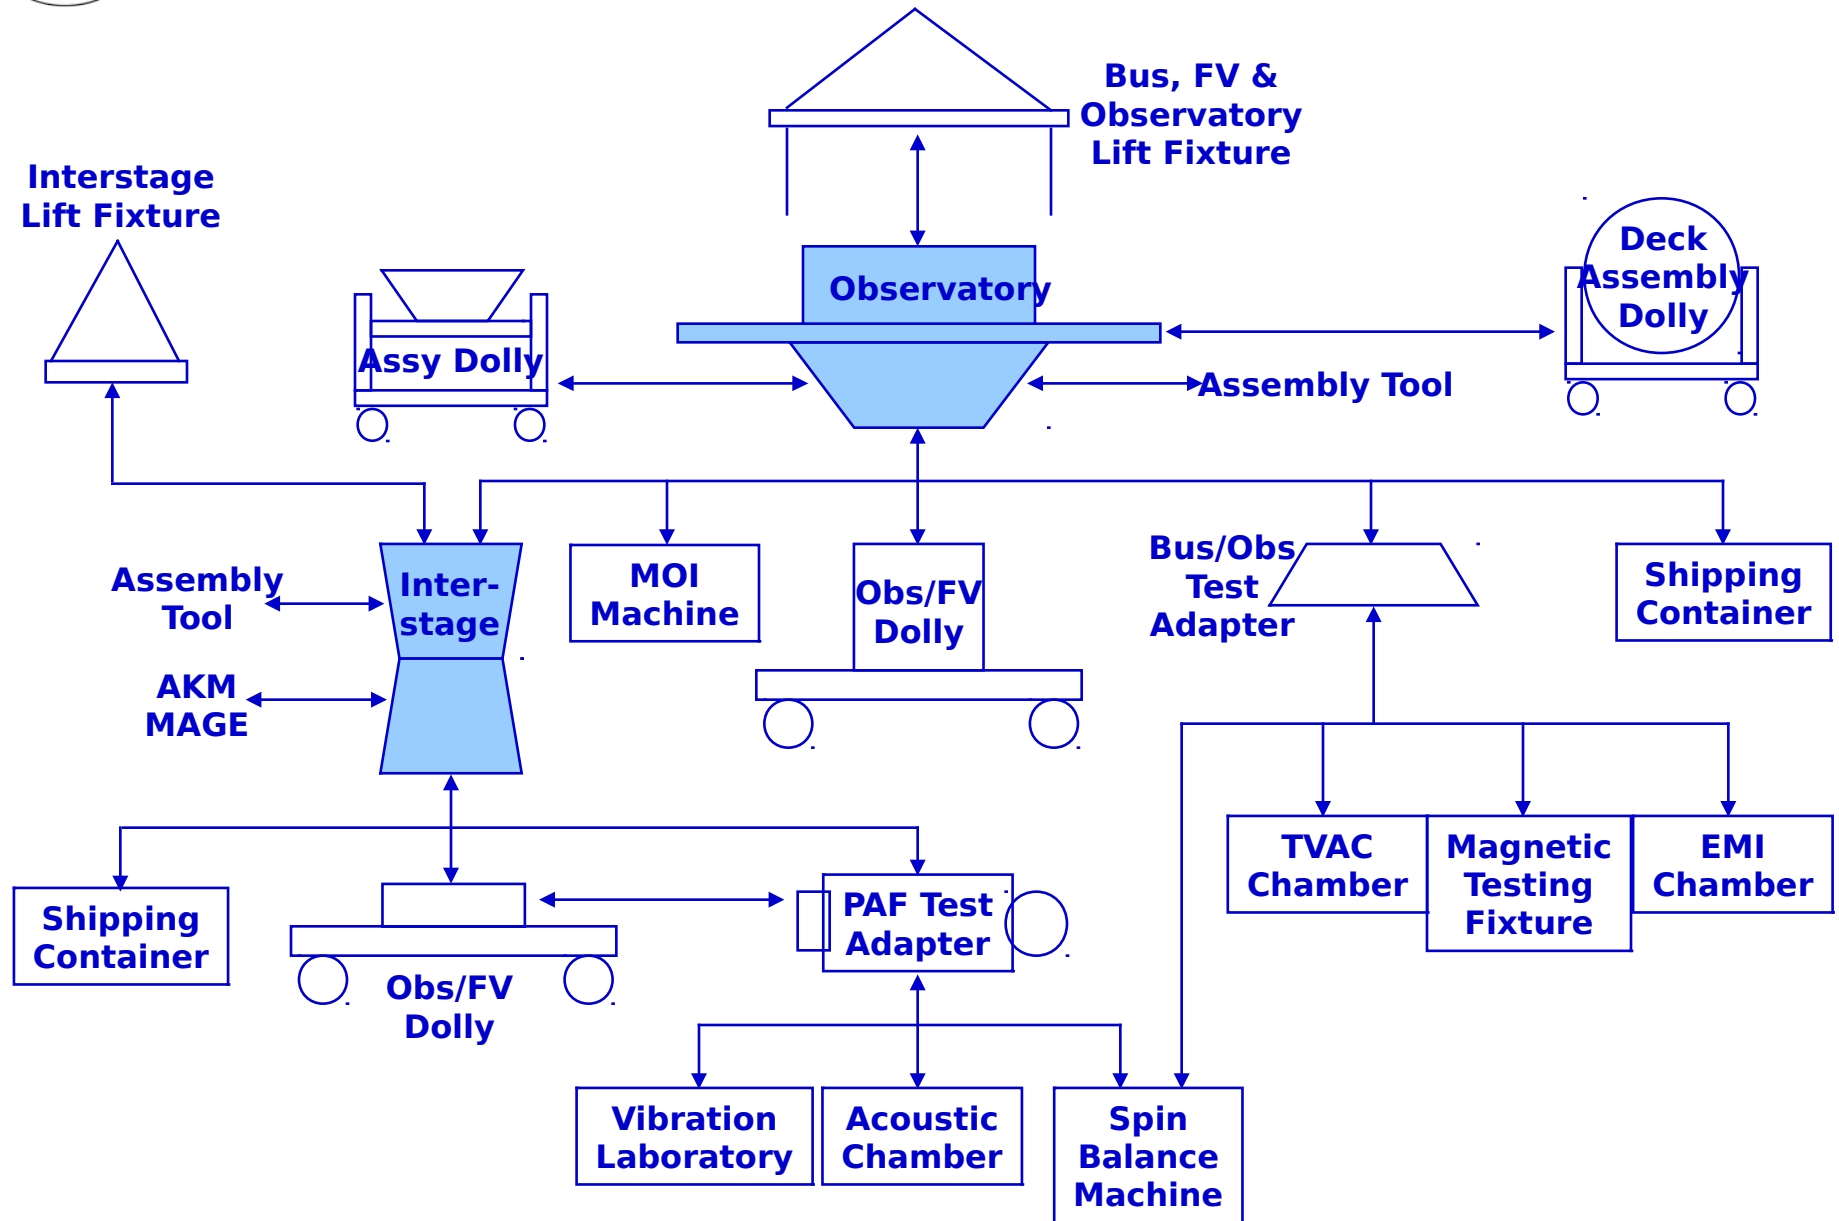 Bus, FV &
Observatory
Lift Fixture
Interstage
Lift Fixture
Deck
Assembly
Dolly
Observatory
Assy Dolly
Assembly Tool
Bus/Obs
Test
Adapter
Assembly
Tool
Inter-
stage
MOI
Machine
Obs/FV
Dolly
Shipping
Container
AKM
MAGE
TVAC
Chamber
Magnetic
Testing
Fixture
EMI
Chamber
Shipping
Container
PAF Test
Adapter
Obs/FV
Dolly
Vibration
Laboratory
Acoustic
Chamber
Spin
Balance
Machine